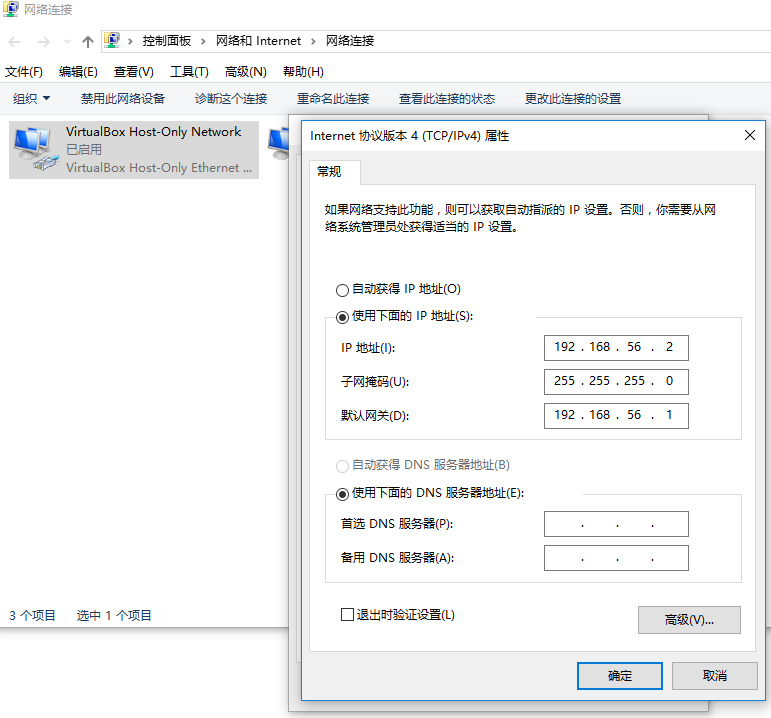 网络连接
控制面板 › 网络和 Internet › 网络连接
文件(F) 编辑(E) 查看(V) 工具(T) 高级(N) 帮助(H)
组织 禁用此网络设备 诊断这个连接 重命名此连接 查看此连接的状态 更改此连接的设置
VirtualBox Host-Only Network
已启用
VirtualBox Host-Only Ethernet ...
Internet 协议版本 4 (TCP/IPv4) 属性
常规
如果网络支持此功能，则可以获取自动指派的 IP 设置。否则，你需要从网
络系统管理员处获得适当的 IP 设置。
自动获得 IP 地址(O)
使用下面的 IP 地址(S):
IP 地址(I): 192 . 168 . 56 . 2
子网掩码(U): 255 . 255 . 255 . 0
默认网关(D): 192 . 168 . 56 . 1
自动获得 DNS 服务器地址(B)
使用下面的 DNS 服务器地址(E):
首选 DNS 服务器(P): . . .
备用 DNS 服务器(A): . . .
退出时验证设置(L)
高级(V)...
确定 取消
3 个项目 选中 1 个项目